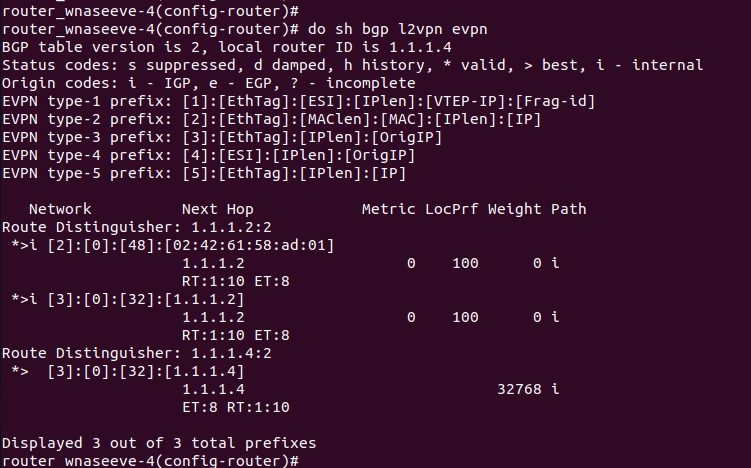 router_wnaseeve-4(config-router)#
router_wnaseeve-4(config-router)# do sh bgp l2vpn evpn
BGP table version is 2, local router ID is 1.1.1.4
Status codes: s suppressed, d damped, h history, * valid, > best, i - internal
Origin codes: i - IGP, e - EGP, ? - incomplete
EVPN type-1 prefix: [1]:[EthTag]:[ESI]:[IPlen]:[VTEP-IP]:[Frag-id]
EVPN type-2 prefix: [2]:[EthTag]:[MAClen]:[MAC]:[IPlen]:[IP]
EVPN type-3 prefix: [3]:[EthTag]:[IPlen]:[OrigIP]
EVPN type-4 prefix: [4]:[ESI]:[IPlen]:[OrigIP]
EVPN type-5 prefix: [5]:[EthTag]:[IPlen]:[IP]
   Network          Next Hop            Metric LocPrf Weight Path
Route Distinguisher: 1.1.1.2:2
 *>i [2]:[0]:[48]:[02:42:61:58:ad:01]
                    1.1.1.2                  0    100      0 i
                    RT:1:10 ET:8
 *>i [3]:[0]:[32]:[1.1.1.2]
                    1.1.1.2                  0    100      0 i
                    RT:1:10 ET:8
Route Distinguisher: 1.1.1.4:2
 *>  [3]:[0]:[32]:[1.1.1.4]
                    1.1.1.4                            32768 i
                    ET:8 RT:1:10
Displayed 3 out of 3 total prefixes
router_wnaseeve-4(config-router)#